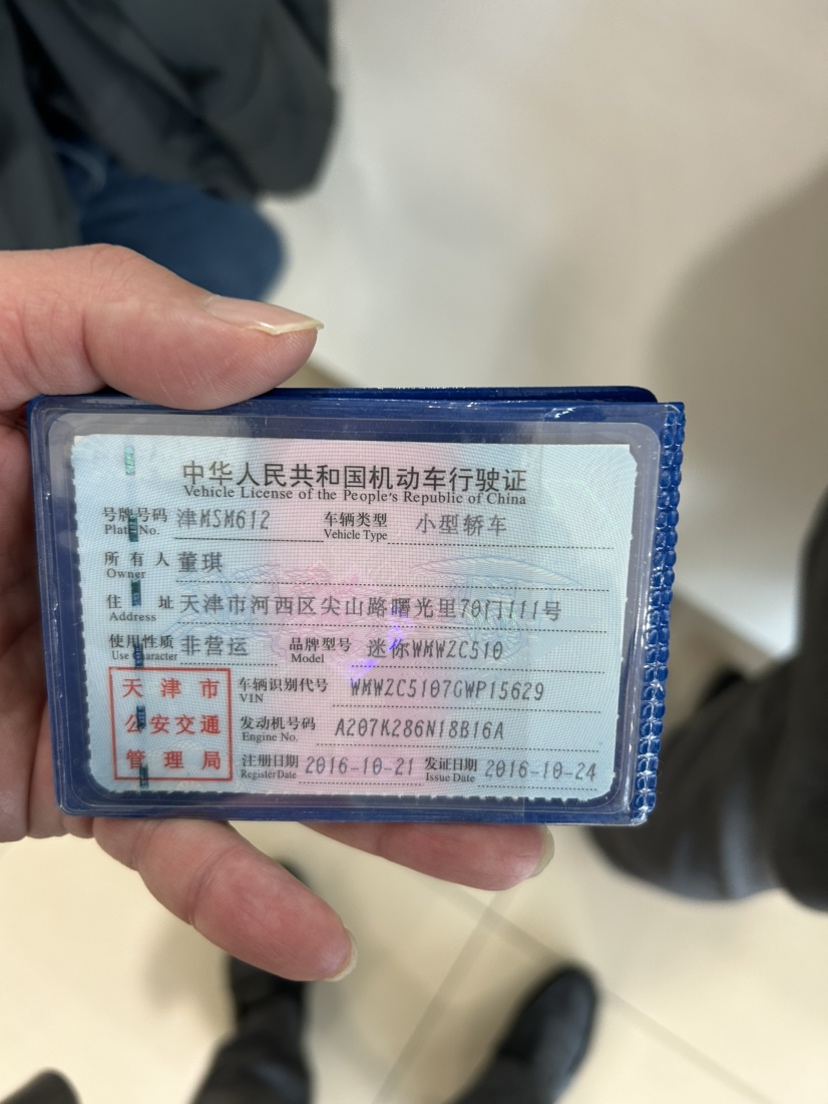 中华人民共和国机动车行驶证
Vehicle License of the People's Republic of China
号牌号码 津MSM612 车辆类型 小型轿车
Plate No. Vehicle Type
所有人 董琪
Owner
住址 天津市河西区尖山路曙光里70门111号
Address
使用性质 非营运 品牌型号 迷你WMWZC510
Use Character Model
天津市 车辆识别代号 WMWZC5107GWP15629
VIN
公安交通 发动机号码 A207K286N18B16A
Engine No.
管理局 注册日期 2016-10-21 发证日期 2016-10-24
Register Date Issue Date